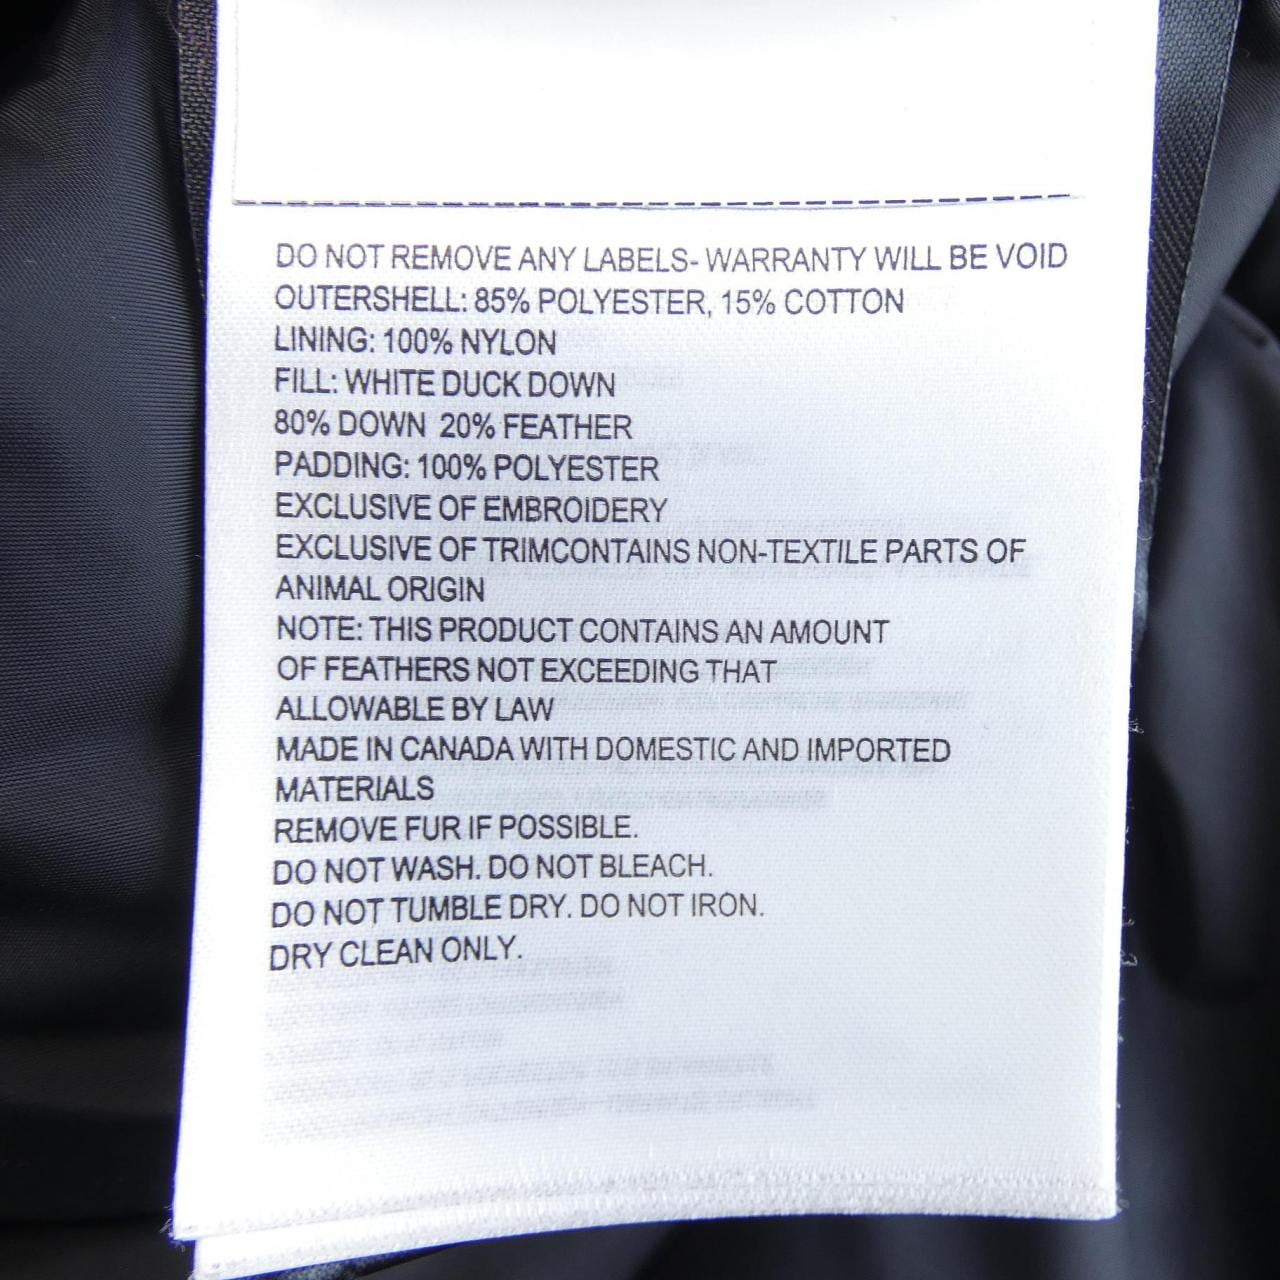 DO NOT REMOVE ANY LABELS- WARRANTY WILL BE VOID
OUTERSHELL: 85% POLYESTER, 15% COTTON
LINING: 100% NYLON
FILL: WHITE DUCK DOWN
80% DOWN 20% FEATHER
PADDING: 100% POLYESTER
EXCLUSIVE OF EMBROIDERY
EXCLUSIVE OF TRIMCONTAINS NON-TEXTILE PARTS OF
ANIMAL ORIGIN
NOTE: THIS PRODUCT CONTAINS AN AMOUNT
OF FEATHERS NOT EXCEEDING THAT
ALLOWABLE BY LAW
MADE IN CANADA WITH DOMESTIC AND IMPORTED
MATERIALS
REMOVE FUR IF POSSIBLE.
DO NOT WASH. DO NOT BLEACH.
DO NOT TUMBLE DRY. DO NOT IRON.
DRY CLEAN ONLY.